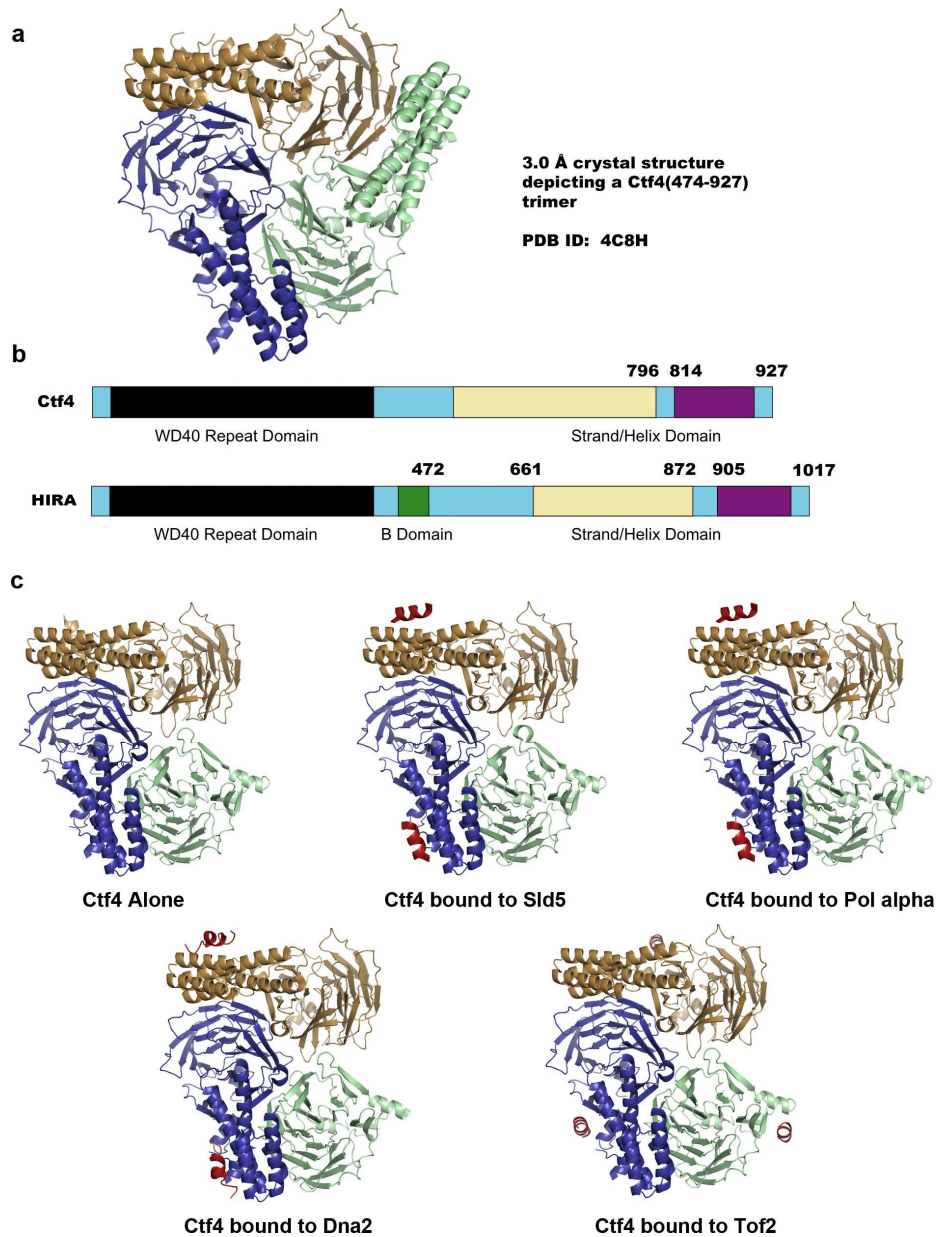 a
3.0 Å crystal structure
depicting a Ctf4(474-927)
trimer
PDB ID: 4C8H
b
796 814 927
Ctf4
WD40 Repeat Domain Strand/Helix Domain
472 661 872 905 1017
HIRA
WD40 Repeat Domain B Domain Strand/Helix Domain
c
Ctf4 Alone Ctf4 bound to Sld5 Ctf4 bound to Pol alpha
Ctf4 bound to Dna2 Ctf4 bound to Tof2